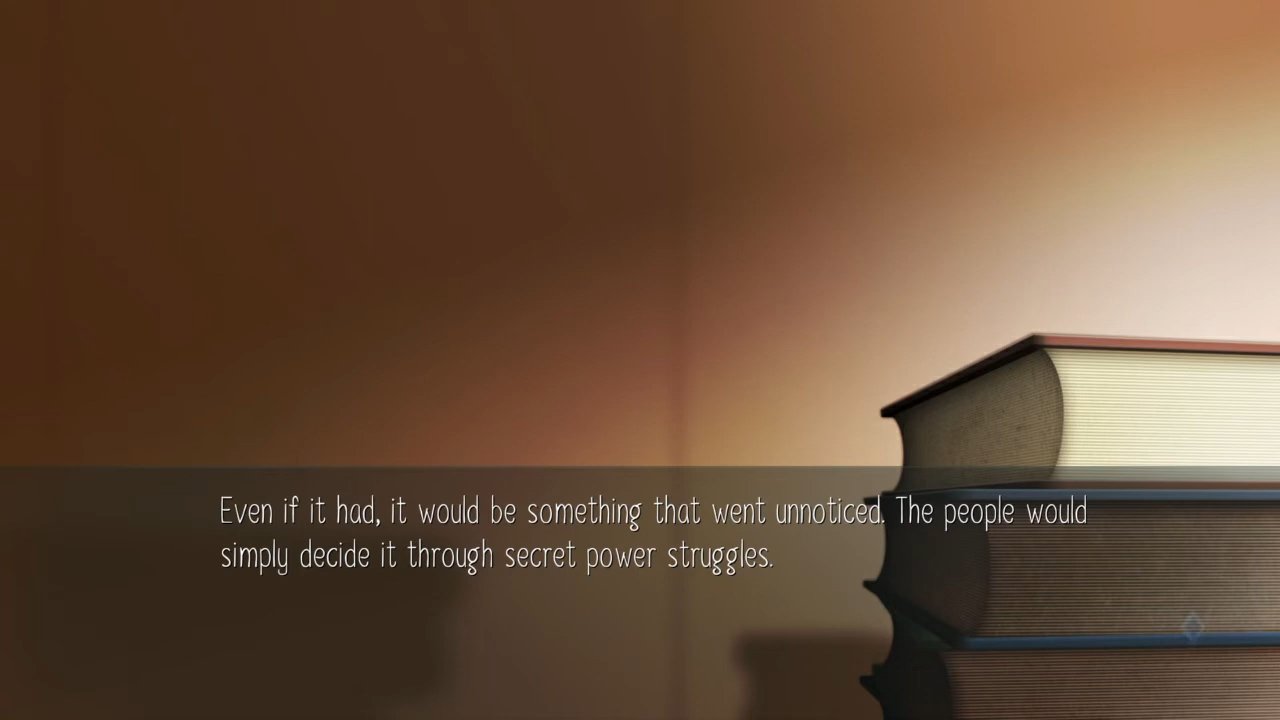 Even if it had, it would be something that went unnoticed. The people would
simply decide it through secret power struggles.